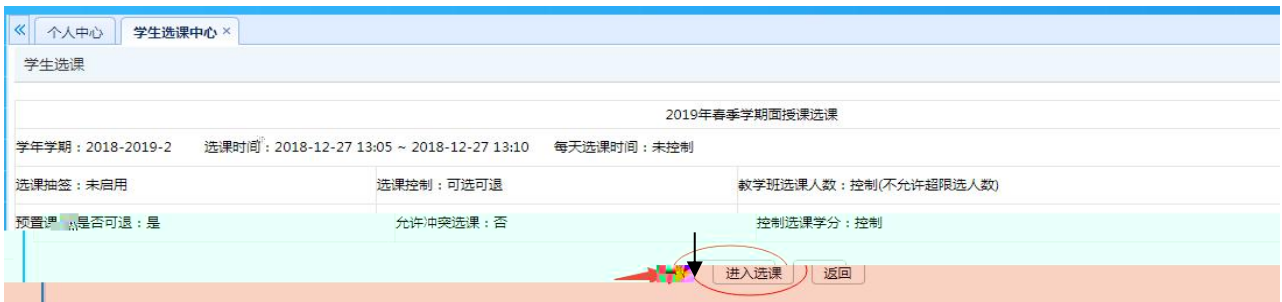 个人中心 学生选课中心 ×
学生选课
2019年春季学期面授课选课
学年学期：2018-2019-2 选课时间：2018-12-27 13:05 ~ 2018-12-27 13:10 每天选课时间：未控制
选课抽签：未启用 选课控制：可选可退 教学班选课人数：控制(不允许超限选人数)
预置课 是否可退：是 允许冲突选课：否 控制选课学分：控制
进入选课 返回